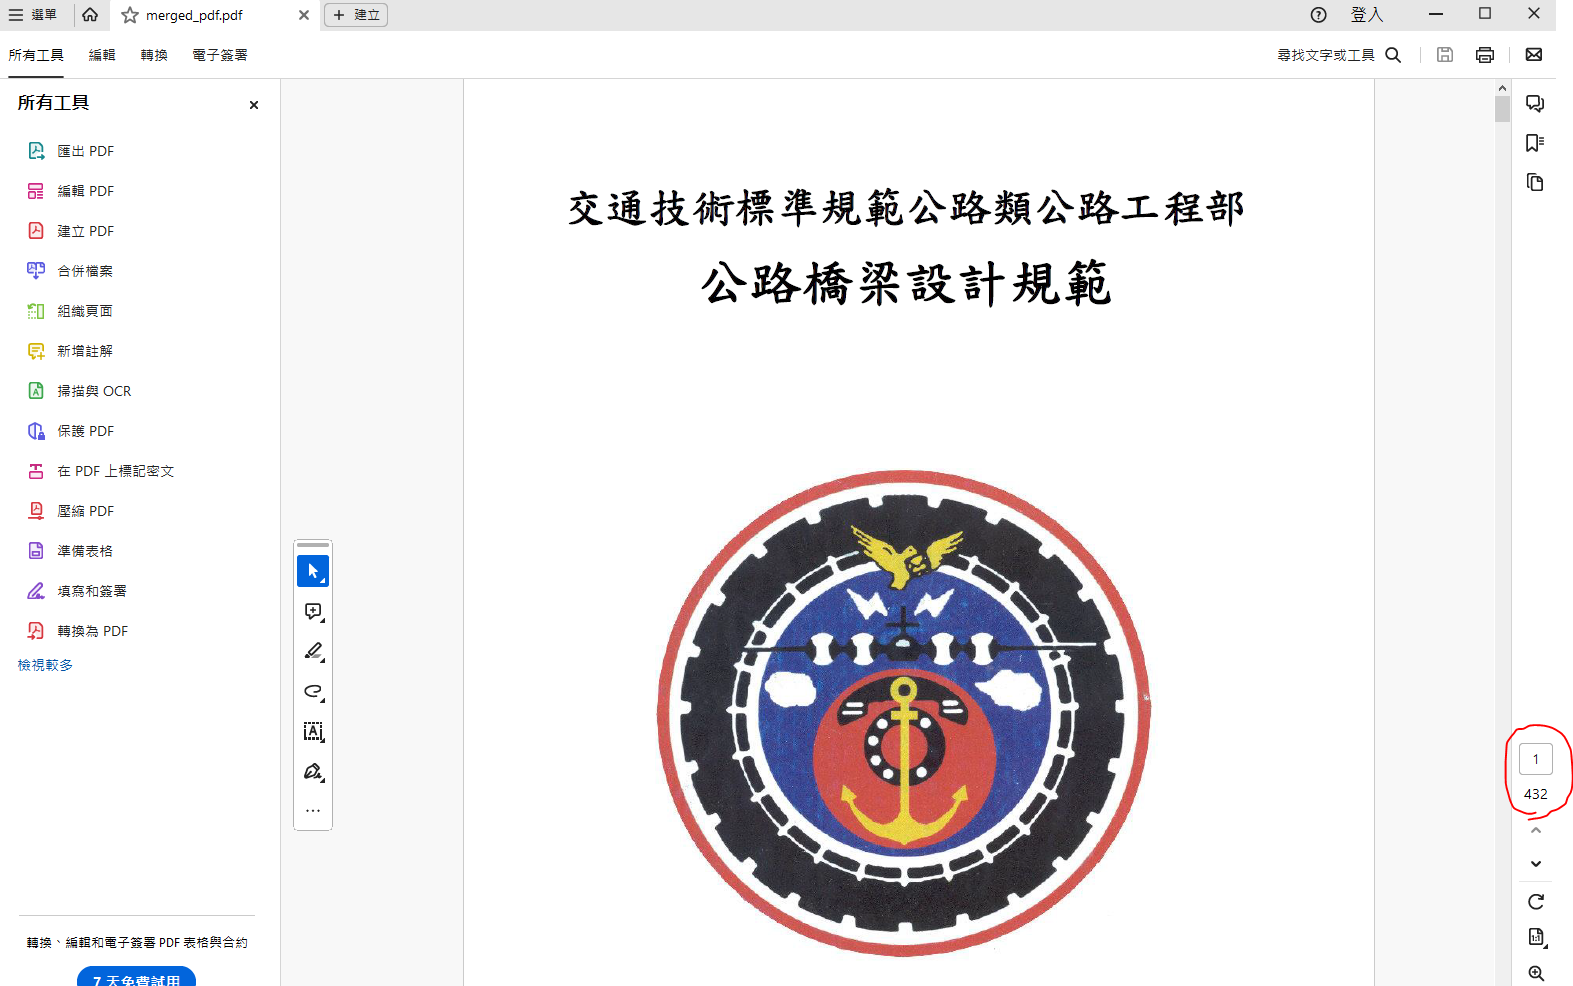 選單
merged_pdf.pdf
建立
登入
所有工具
編輯
轉換
電子簽署
尋找文字或工具
所有工具
匯出 PDF
編輯 PDF
建立 PDF
合併檔案
組織頁面
新增註解
掃描與 OCR
保護 PDF
在 PDF 上標記密文
壓縮 PDF
準備表格
填寫和簽署
轉換為 PDF
檢視較多
轉換、編輯和電子簽署 PDF 表格與合約
7 天免費試用
交通技術標準規範公路類公路工程部
公路橋梁設計規範
1
432